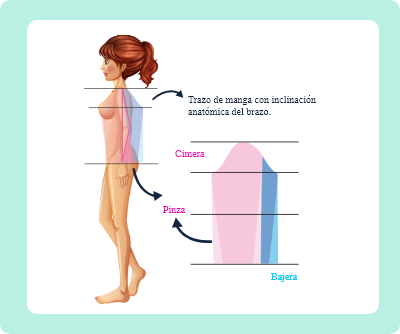 Trazo de manga con inclinación
anatómica del brazo.
Cimera
Pinza
Bajera